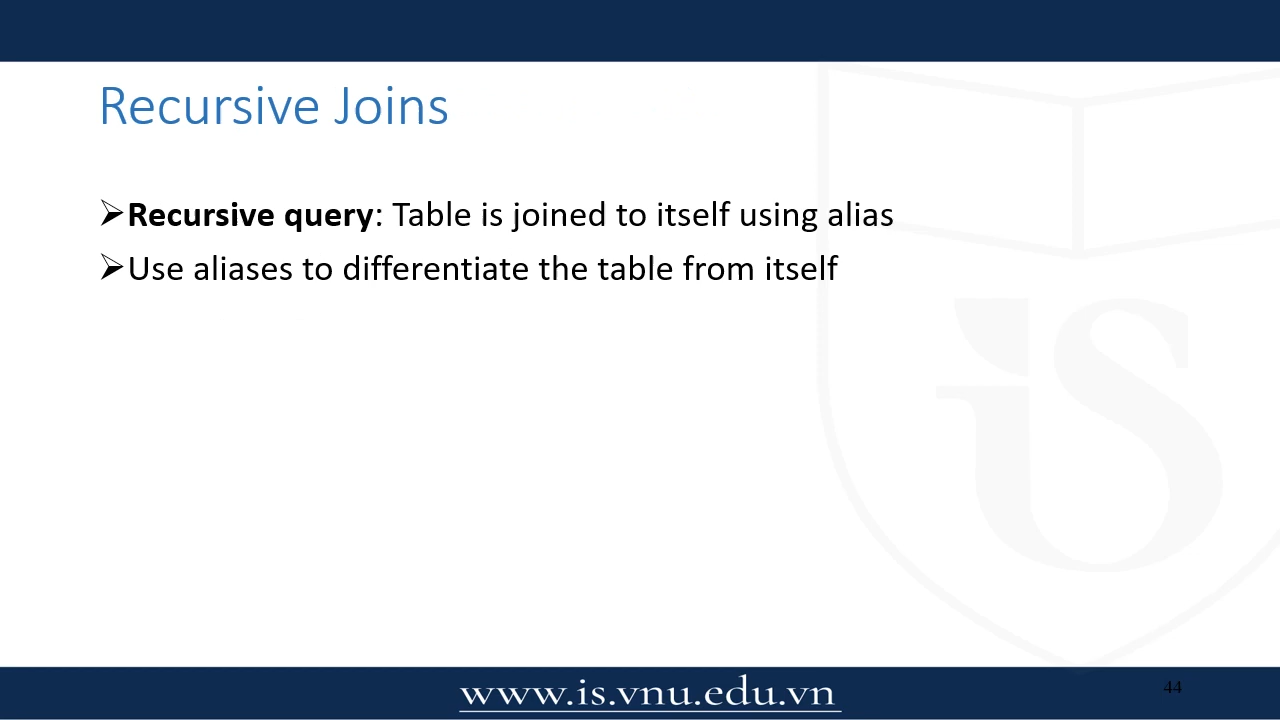 Recursive Joins
➢Recursive query: Table is joined to itself using alias
➢Use aliases to differentiate the table from itself
iS
www.is.vnu.edu.vn
44